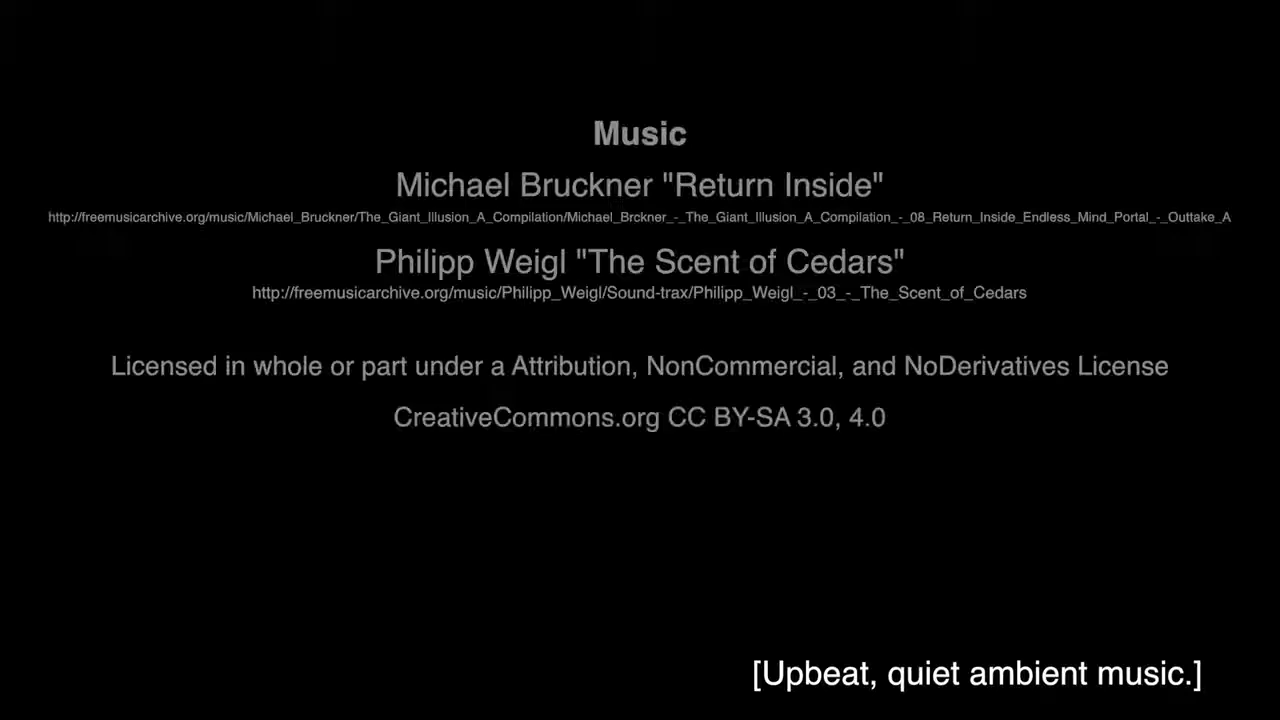 Music
Michael Bruckner "Return Inside"
http://freemusicarchive.org/music/Michael_Bruckner/The_Giant_Illusion_A_Compilation/Michael_Brckner_-_The_Giant_Illusion_A_Compilation_-_08_Return_Inside_Endless_Mind_Portal_-_Outtake_A
Philipp Weigl "The Scent of Cedars"
http://freemusicarchive.org/music/Philipp_Weigl/Sound-trax/Philipp_Weigl_-_03_-_The_Scent_of_Cedars
Licensed in whole or part under a Attribution, NonCommercial, and NoDerivatives License
CreativeCommons.org CC BY-SA 3.0, 4.0
[Upbeat, quiet ambient music.]